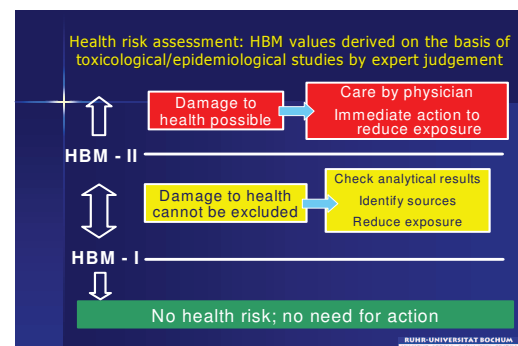 Health risk assessment: HBM values derived on the basis of
toxicological/epidemiological studies by expert judgement
Damage to
health possible
Care by physician
Immediate action to
reduce exposure
HBM - II
Damage to health
cannot be excluded
Check analytical results
Identify sources
Reduce exposure
HBM - I
No health risk; no need for action
RUHR-UNIVERSITÄT BOCHUM